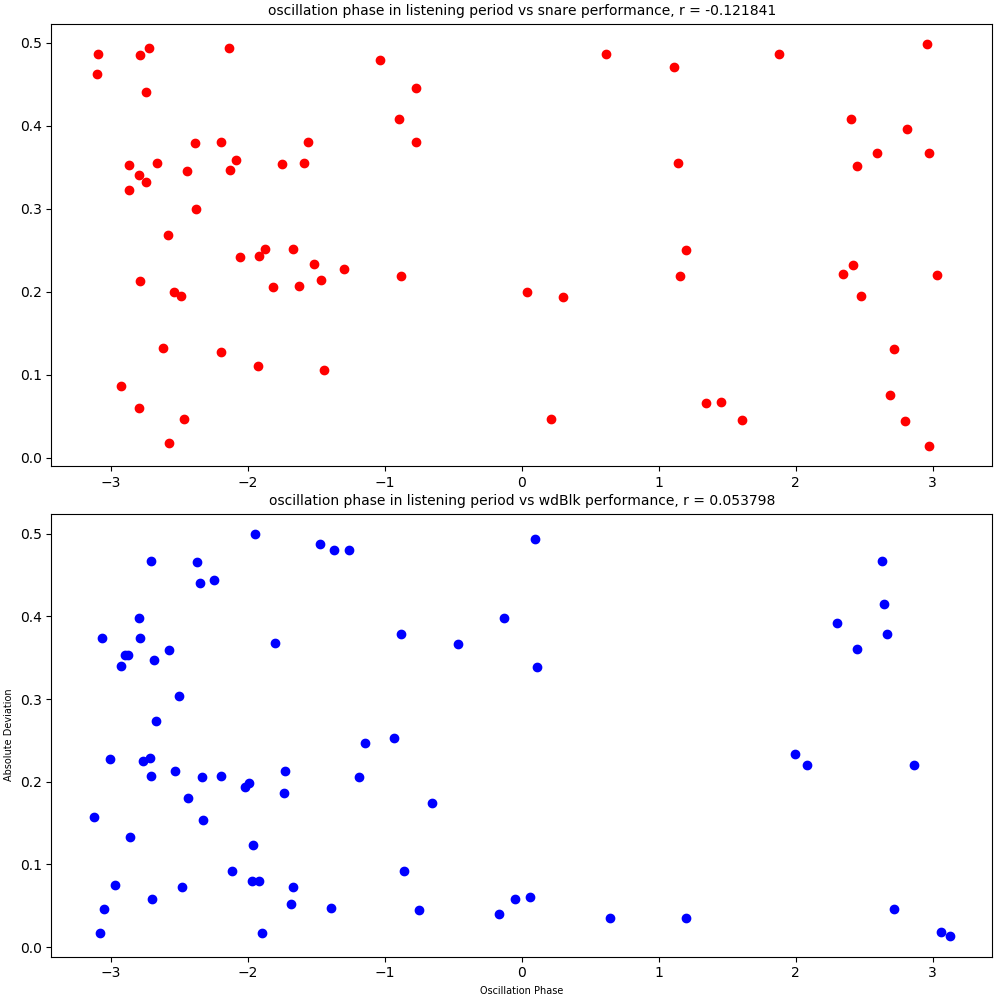 oscillation phase in listening period vs snare performance, r = -0.121841
0.5
0.4
0.3
0.2
0.1
0.0
−3 −2 −1 0 1 2 3
oscillation phase in listening period vs wdBlk performance, r = 0.053798
Absolute Deviation
0.5
0.4
0.3
0.2
0.1
0.0
−3 −2 −1 0 1 2 3
Oscillation Phase